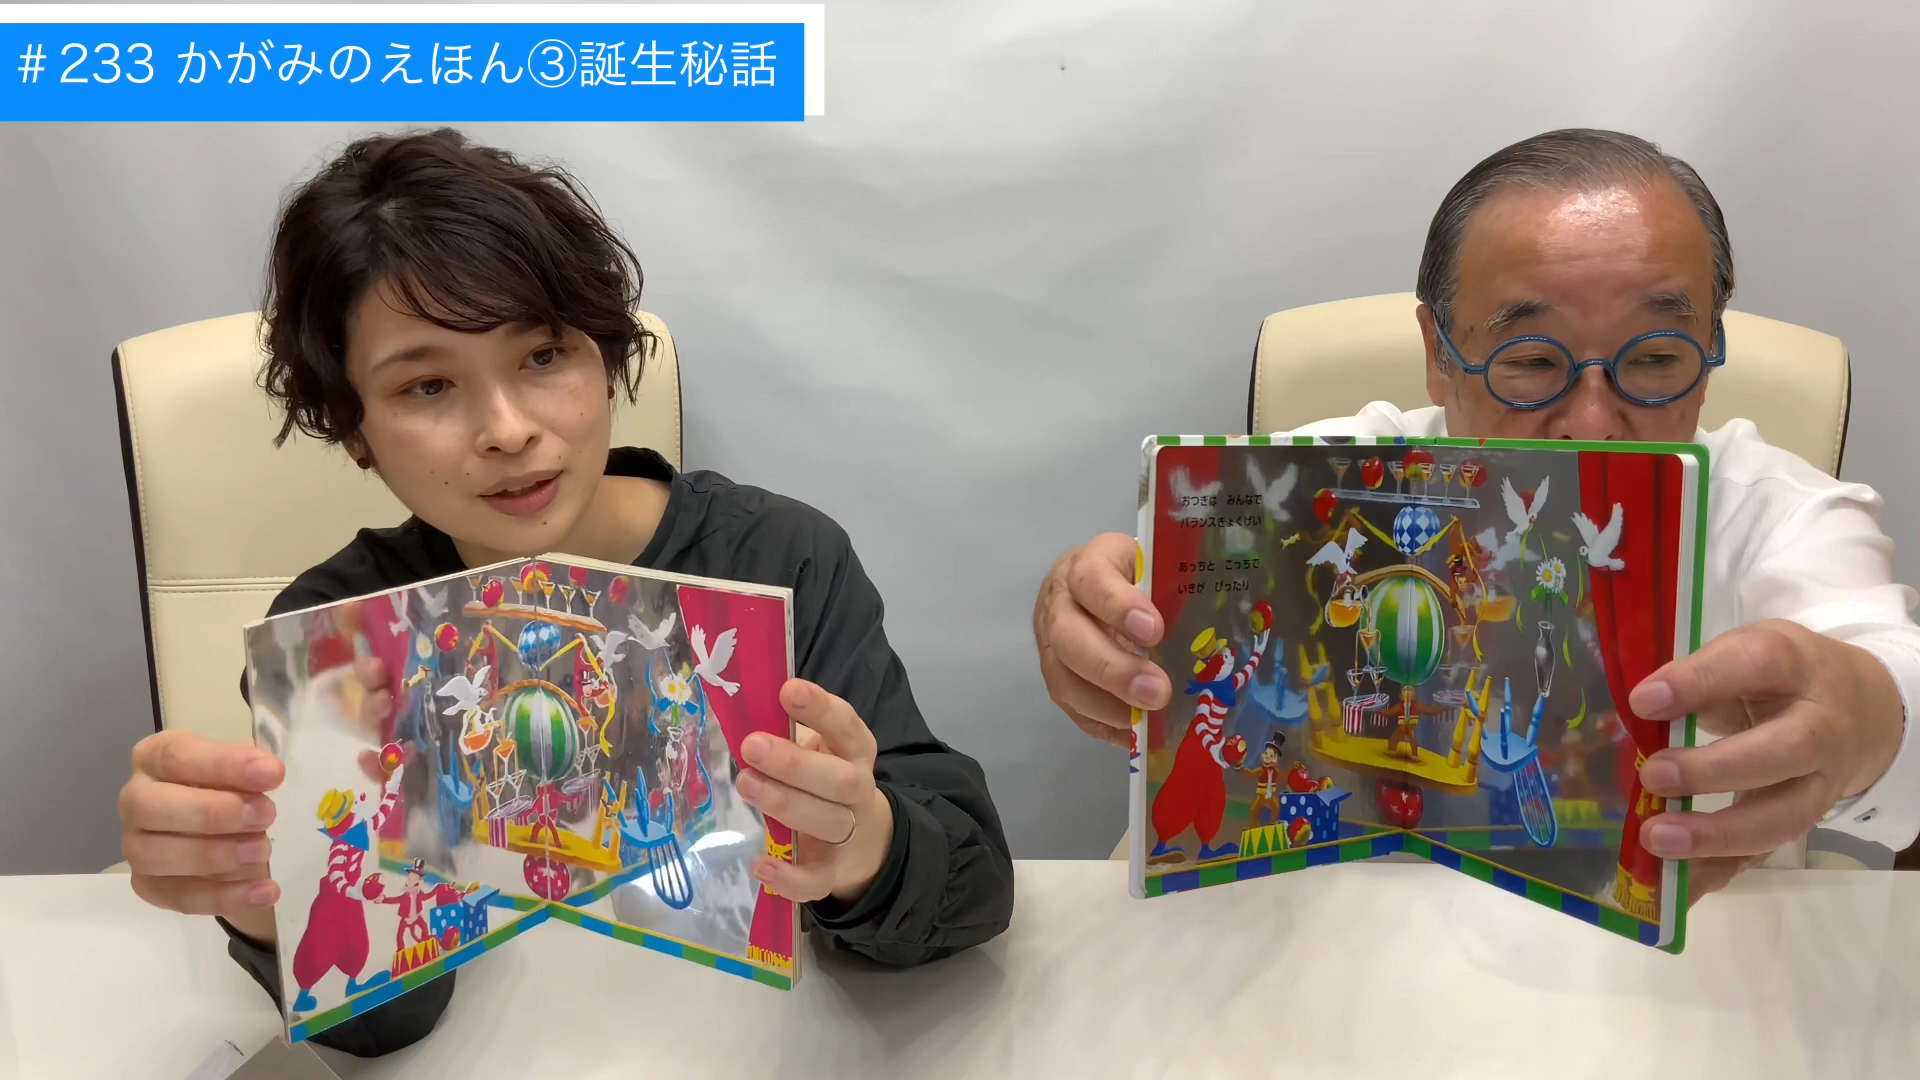 ＃233 かがみのえほん③誕生秘話
おつぎは みんなで
バランスきょくげい
あっちと こっちで
いきが ぴったり